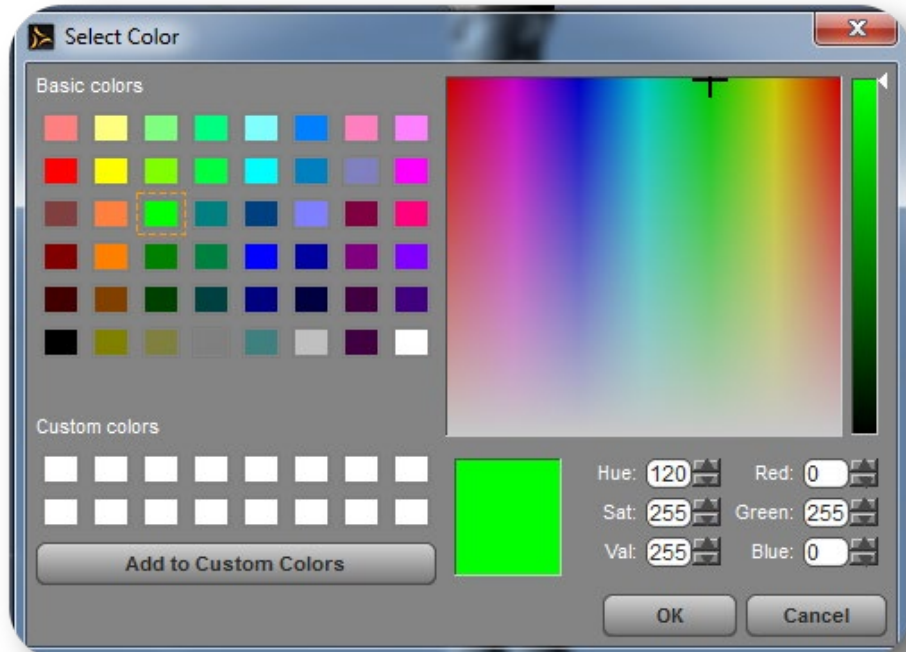 Select Color
Basic colors
Custom colors
Add to Custom Colors
Hue: 120 Red: 0
Sat: 255 Green: 255
Val: 255 Blue: 0
OK Cancel